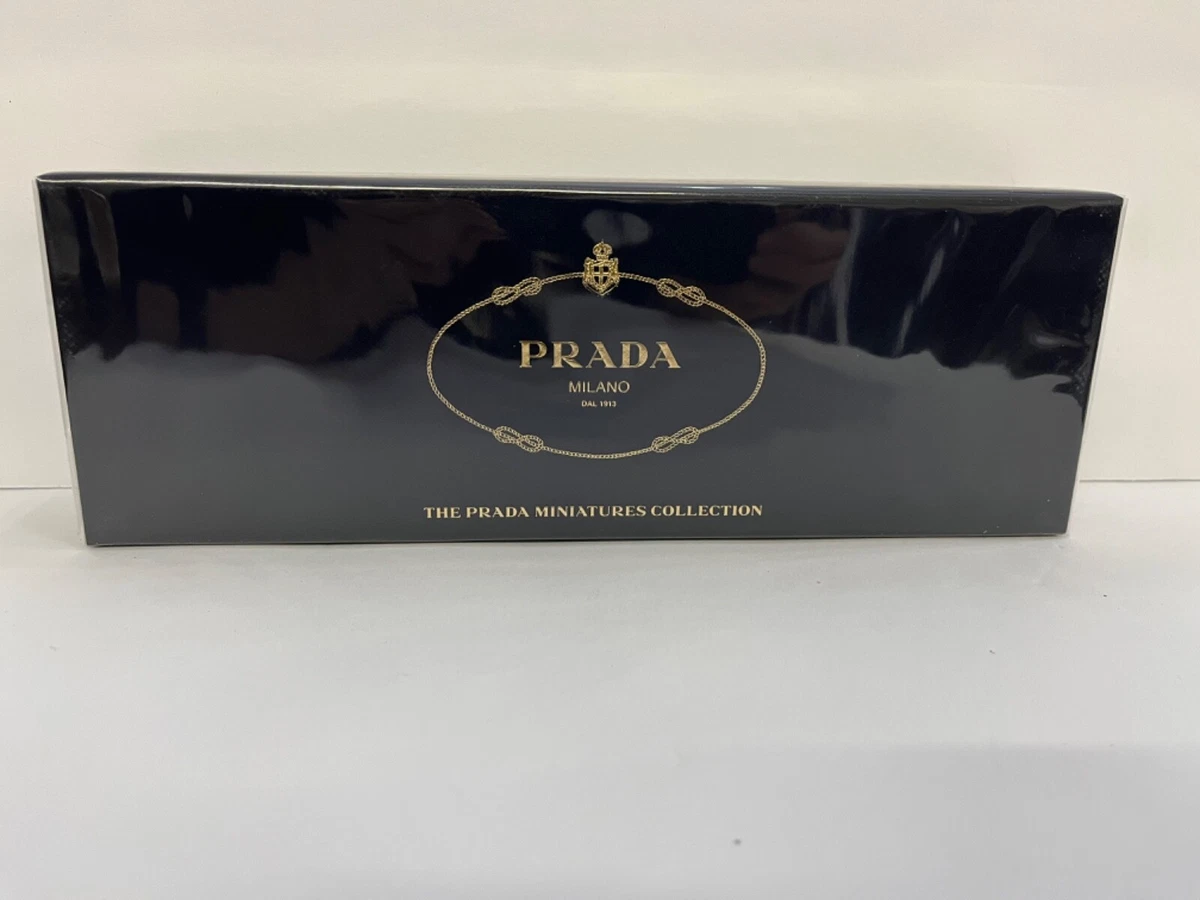 PRADA
MILANO
DAL 1913
THE PRADA MINIATURES COLLECTION